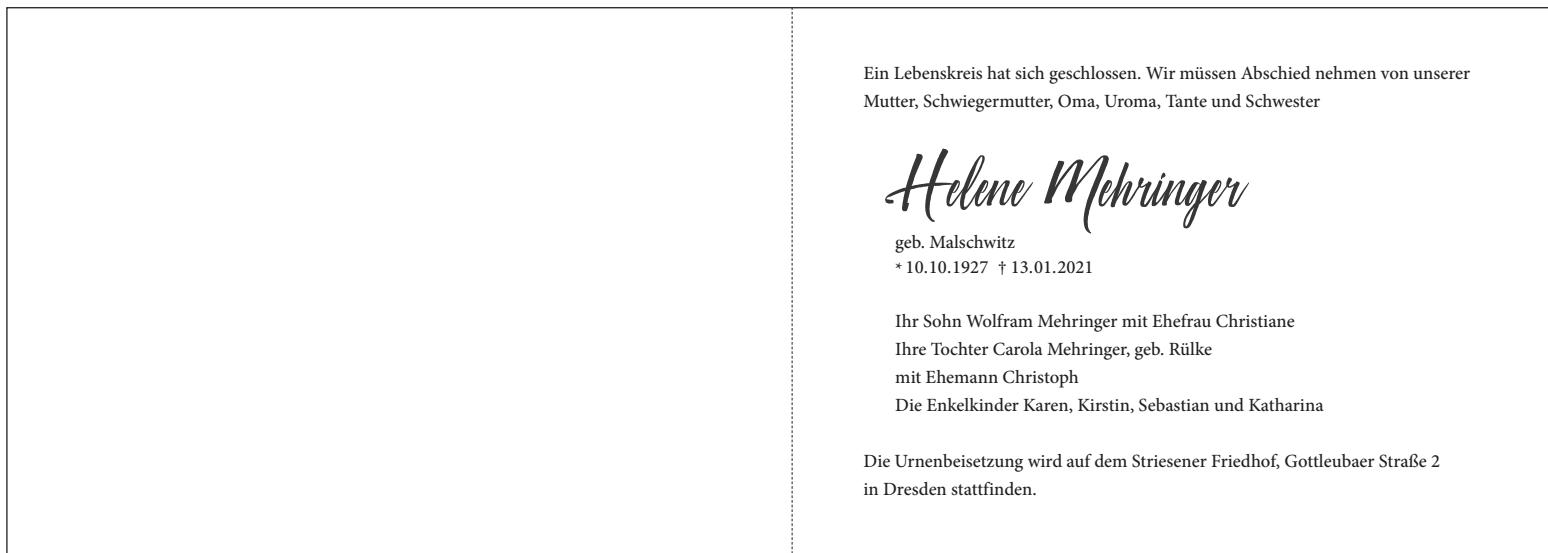 Ein Lebenskreis hat sich geschlossen. Wir müssen Abschied nehmen von unserer
Mutter, Schwiegermutter, Oma, Uroma, Tante und Schwester
Helene Mehringer
geb. Malschwitz
* 10.10.1927 † 13.01.2021
Ihr Sohn Wolfram Mehringer mit Ehefrau Christiane
Ihre Tochter Carola Mehringer, geb. Rülke
mit Ehemann Christoph
Die Enkelkinder Karen, Kirstin, Sebastian und Katharina
Die Urnenbeisetzung wird auf dem Striesener Friedhof, Gottleubaer Straße 2
in Dresden stattfinden.